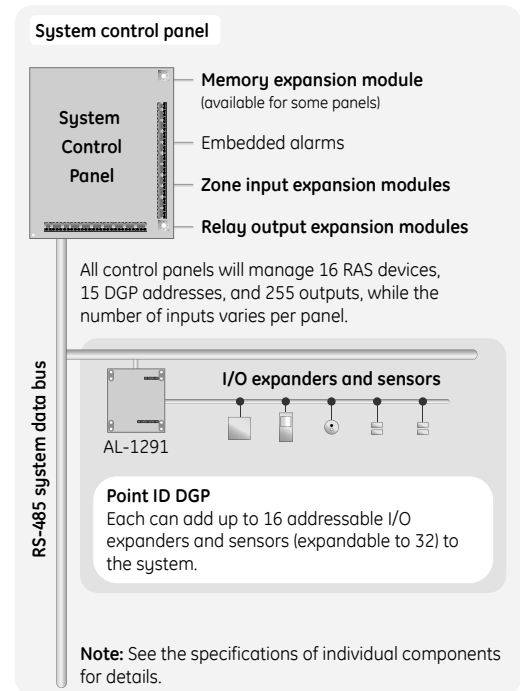 System control panel
System
Control
Panel
Memory expansion module
(available for some panels)
Embedded alarms
Zone input expansion modules
Relay output expansion modules
All control panels will manage 16 RAS devices,
15 DGP addresses, and 255 outputs, while the
number of inputs varies per panel.
RS-485 system data bus
I/O expanders and sensors
AL-1291
Point ID DGP
Each can add up to 16 addressable I/O
expanders and sensors (expandable to 32) to
the system.
Note: See the specifications of individual components
for details.